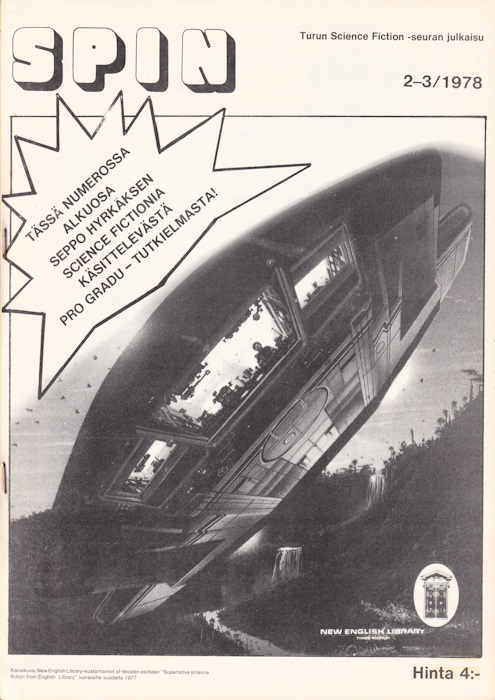 SPIN
Turun Science Fiction -seuran julkaisu
2–3/1978
TÄSSÄ NUMEROSSA
ALKUOSA
SEPPO HYRKÄKSEN
SCIENCE FICTIONIA
KÄSITTELEVÄSTÄ
PRO GRADU – TUTKIELMASTA!
NEW ENGLISH LIBRARY
Kansikuva: New English Library-kustantamon sf-teosten esitteen "Superlative science
fiction from English Library" kansilehe vuodelta 1977
Hinta 4:-